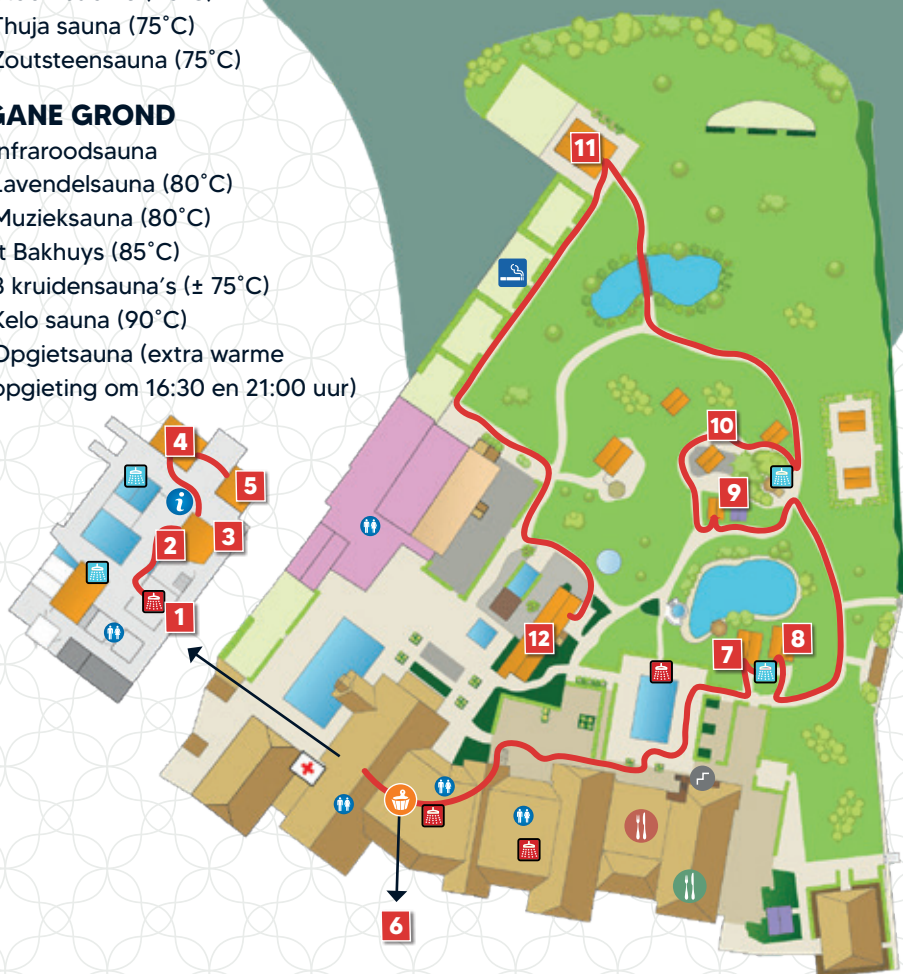 Thuja sauna (75°C)
Zoutsteensauna (75°C)
GANE GROND
Infraroodsauna
Lavendelsauna (80°C)
Muzieksauna (80°C)
't Bakhuys (85°C)
3 kruidensauna's (± 75°C)
Kelo sauna (90°C)
Opgietsauna (extra warme
opgieting om 16:30 en 21:00 uur)
11
4
5
i
3
2
1
10
9
12
7
8
6